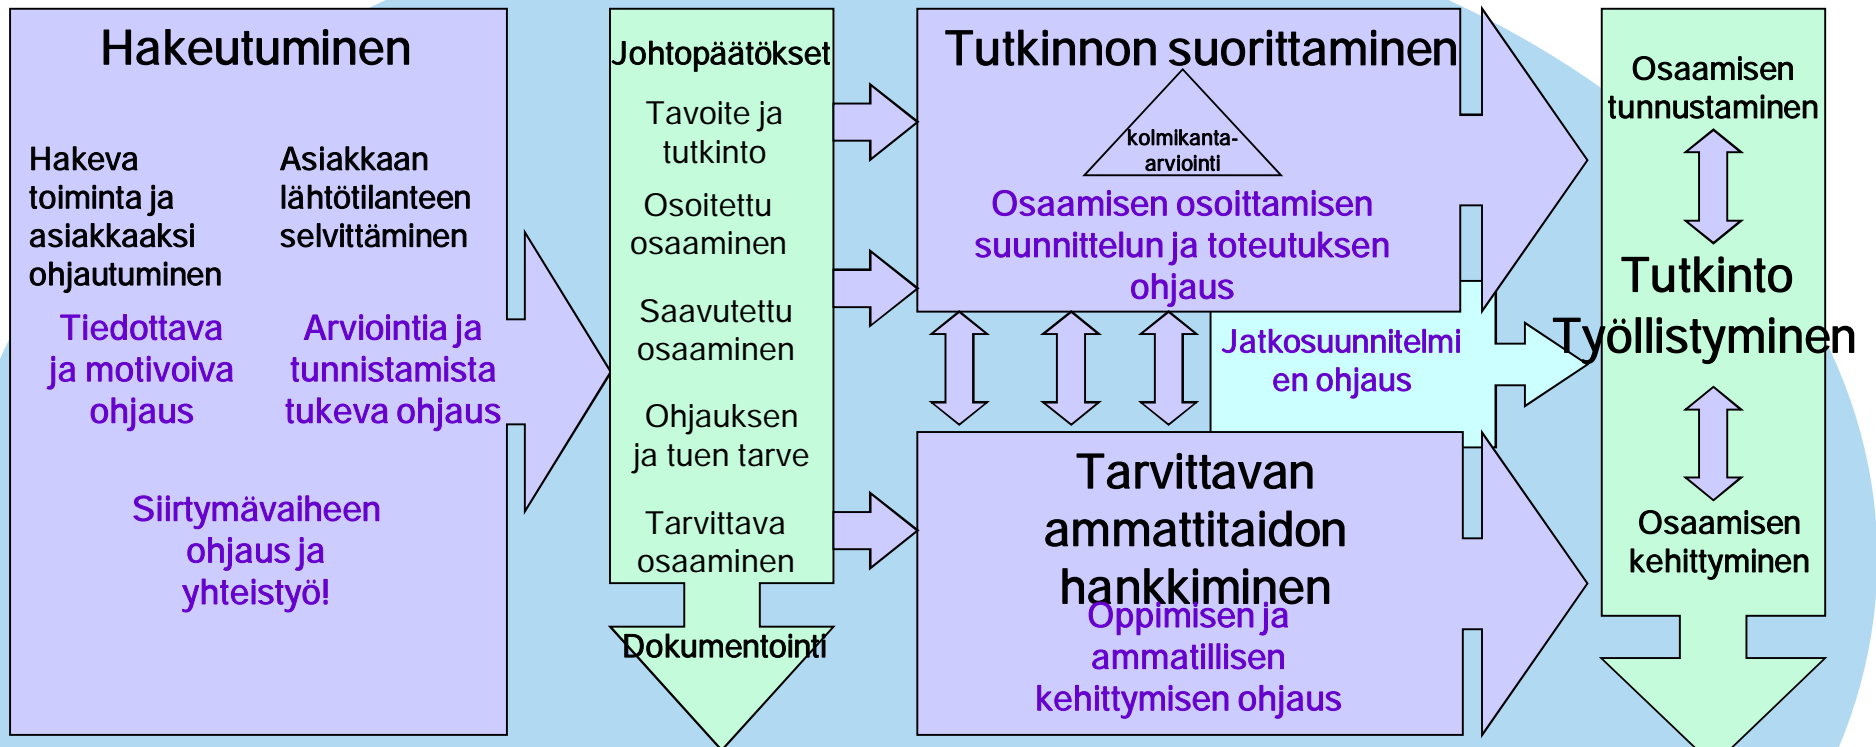 Hakeutuminen
Hakeva
toiminta ja
asiakkaaksi
ohjautuminen
Asiakkaan
lähtötilanteen
selvittäminen
Tiedottava
ja motivoiva
ohjaus
Arviointia ja
tunnistamista
tukeva ohjaus
Siirtymävaiheen
ohjaus ja
yhteistyö!
Johtopäätökset
Tavoite ja
tutkinto
Osoitettu
osaaminen
Saavutettu
osaaminen
Ohjauksen
ja tuen tarve
Tarvittava
osaaminen
Dokumentointi
Tutkinnon suorittaminen
kolmikanta-
arviointi
Osaamisen osoittamisen
suunnittelun ja toteutuksen
ohjaus
Jatkosuunnitelmi
en ohjaus
Tarvittavan
ammattitaidon
hankkiminen
Oppimisen ja
ammatillisen
kehittymisen ohjaus
Osaamisen
tunnustaminen
Tutkinto
Työllistyminen
Osaamisen
kehittyminen